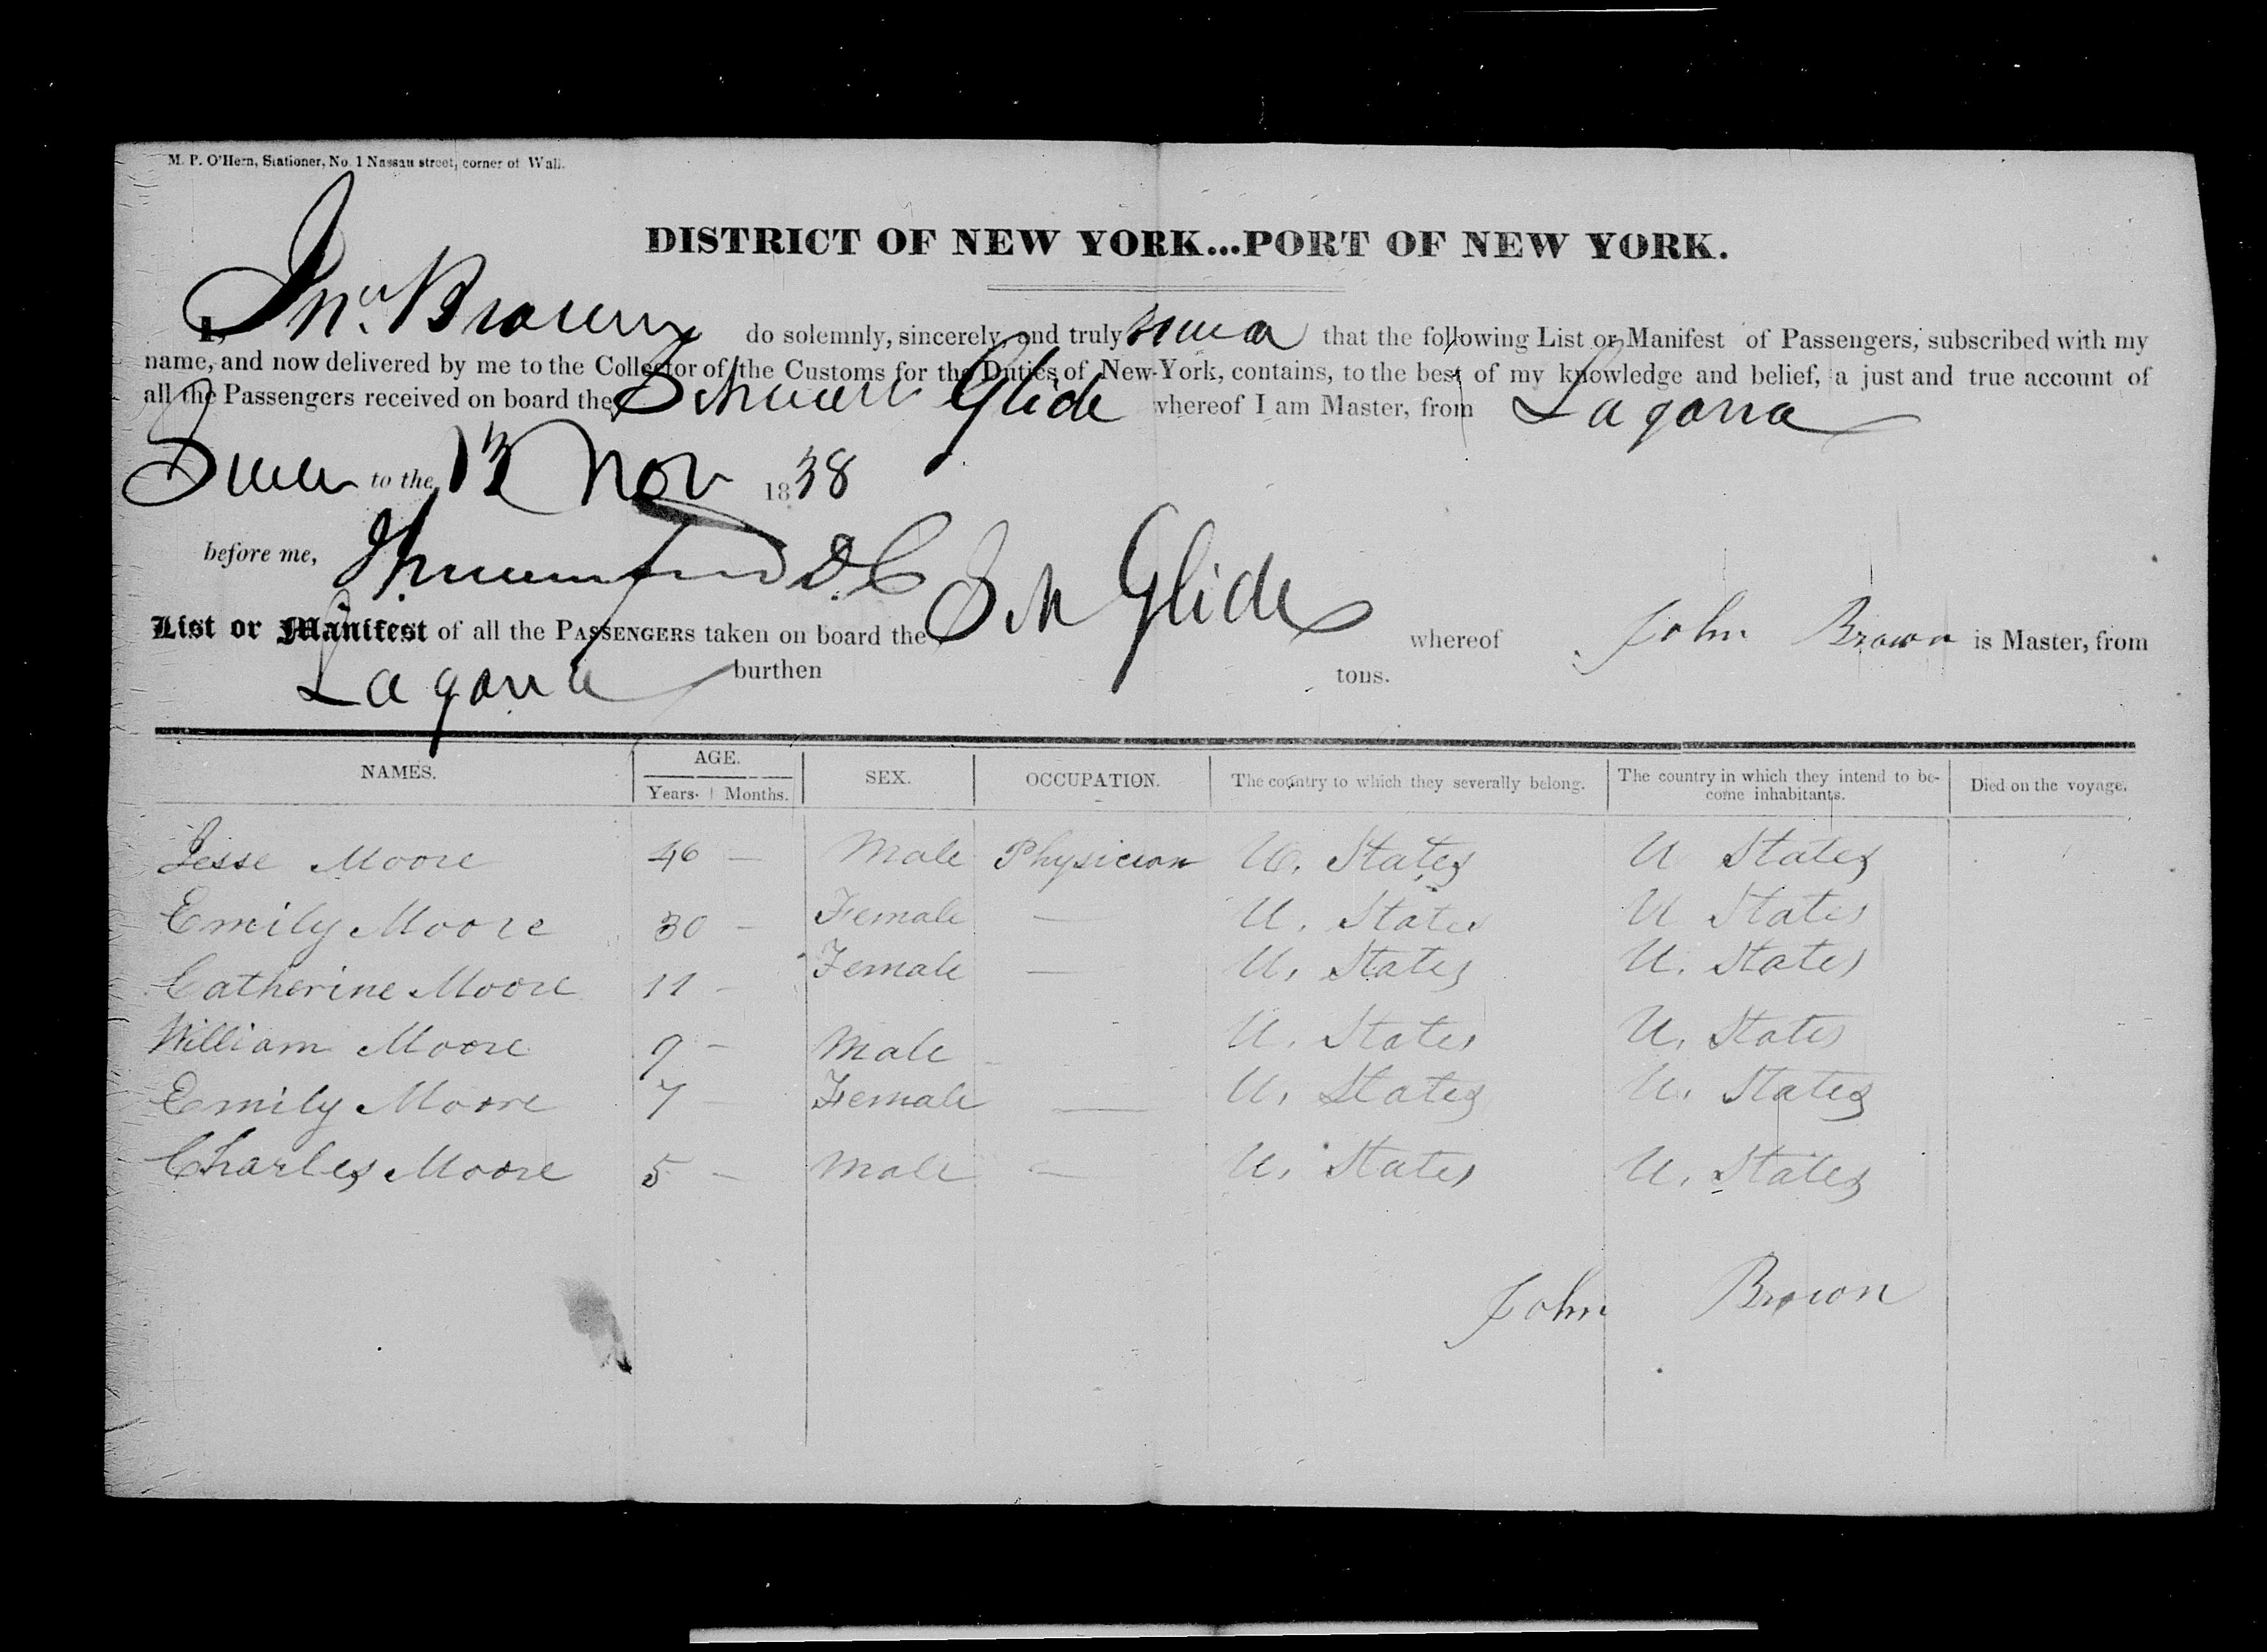 M. P. O'Hern, Stationer, No. 1 Nassau street, corner of Wall.
DISTRICT OF NEW YORK...PORT OF NEW YORK.
I, Jno. Brown do solemnly, sincerely, and truly swear that the following List or Manifest of Passengers, subscribed with my
name, and now delivered by me to the Collector of the Customs for the Duties of New-York, contains, to the best of my knowledge and belief, a just and true account of
all the Passengers received on board the Schooner Glide whereof I am Master, from Laguna
Sworn to the 13 Nov 1838
before me, D. C
List or Manifest of all the PASSENGERS taken on board the Sch Glide whereof John Brown is Master, from
Laguna burthen tons.
NAMES. AGE. SEX. OCCUPATION. The country to which they severally belong. The country in which they intend to become inhabitants. Died on the voyage.
Years. Months.
Jesse Moore 46 — Male Physician U. States U States
Emily Moore 30 — Female — U. States U States
Catherine Moore 11 — Female — U. States U. States
William Moore 9 — Male - U. States U. States
Emily Moore 7 — Female — U. States U. States
Charles Moore 5 — Male — U. States U. States
John Brown